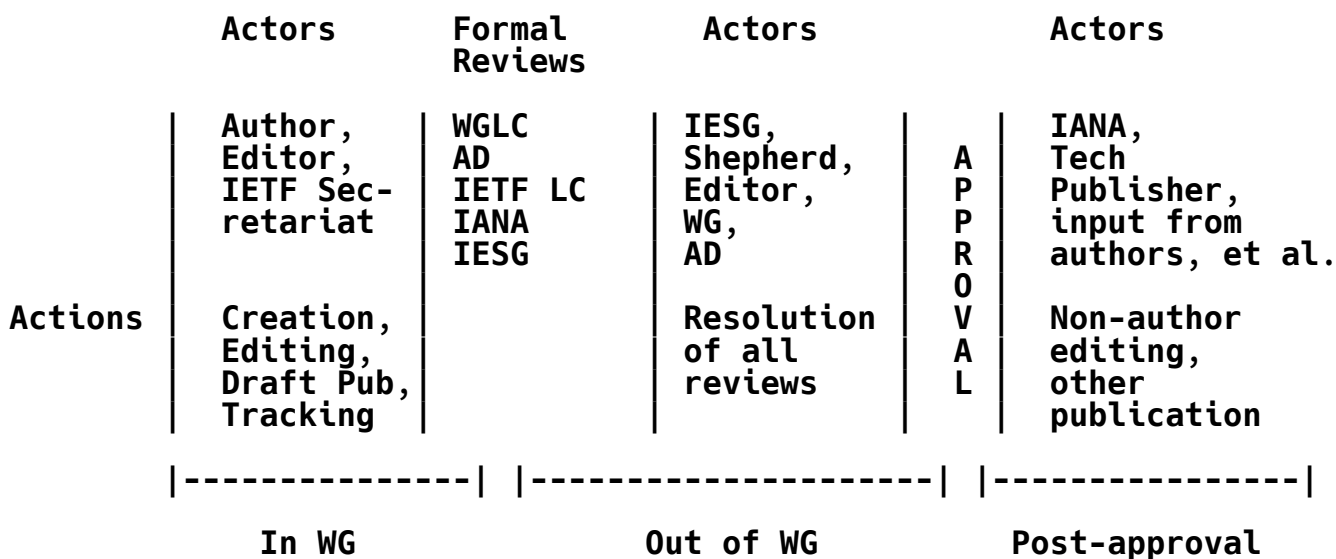 Actors      Formal       Actors            Actors
                        Reviews

         |  Author,   | WGLC       | IESG,      |    |  IANA,
         |  Editor,   | AD         | Shepherd,  |  A |  Tech
         |  IETF Sec- | IETF LC    | Editor,    |  P |  Publisher,
         |  retariat  | IANA       | WG,        |  P |  input from
         |            | IESG       | AD         |  R |  authors, et al.
         |            |            |            |  O |
Actions  |  Creation, |            | Resolution |  V |  Non-author
         |  Editing,  |            | of all     |  A |  editing,
         |  Draft Pub,|            | reviews    |  L |  other
         |  Tracking  |            |            |    |  publication

         |---------------| |---------------------| |----------------|

              In WG                Out of WG          Post-approval